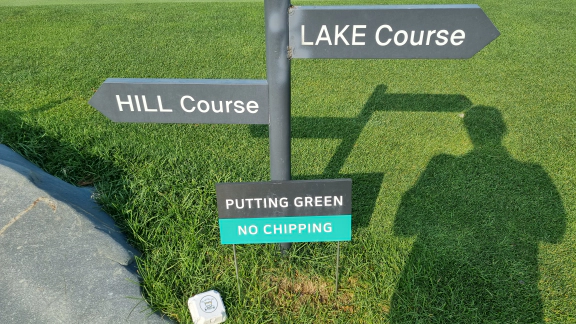 LAKE Course
HILL Course
PUTTING GREEN
NO CHIPPING